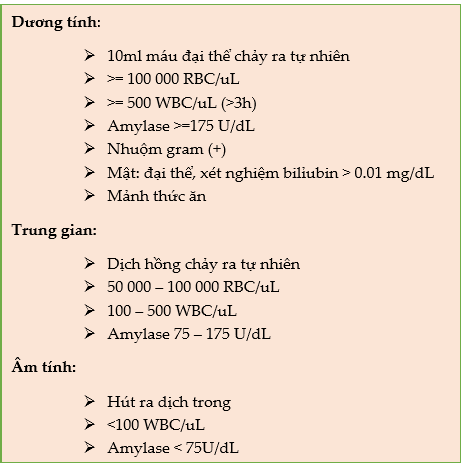 Dương tính:
➢ 10ml máu đại thể chảy ra tự nhiên
➢ >= 100 000 RBC/uL
➢ >= 500 WBC/uL (>3h)
➢ Amylase >=175 U/dL
➢ Nhuộm gram (+)
➢ Mật: đại thể, xét nghiệm biliubin > 0.01 mg/dL
➢ Mảnh thức ăn
Trung gian:
➢ Dịch hồng chảy ra tự nhiên
➢ 50 000 – 100 000 RBC/uL
➢ 100 – 500 WBC/uL
➢ Amylase 75 – 175 U/dL
Âm tính:
➢ Hút ra dịch trong
➢ <100 WBC/uL
➢ Amylase < 75U/dL